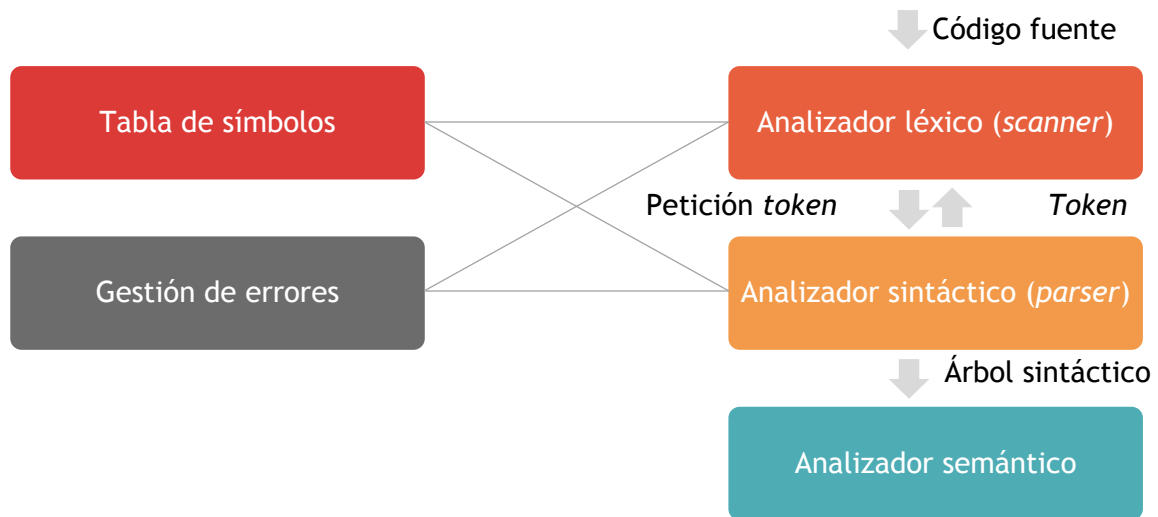 Código fuente
Tabla de símbolos
Analizador léxico (scanner)
Petición token
Token
Gestión de errores
Analizador sintáctico (parser)
Árbol sintáctico
Analizador semántico